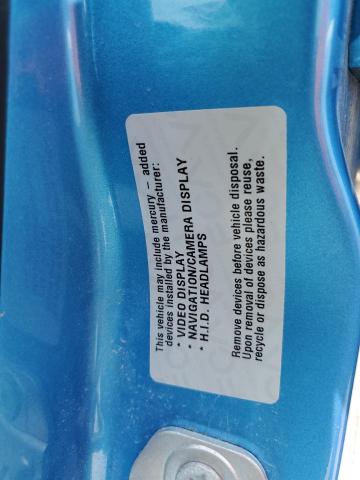 This vehicle may include mercury - added
devices installed by the manufacturer:
* VIDEO DISPLAY
* NAVIGATION/CAMERA DISPLAY
* H.I.D. HEADLAMPS
Remove devices before vehicle disposal.
Upon removal of devices please reuse,
recycle or dispose as hazardous waste.